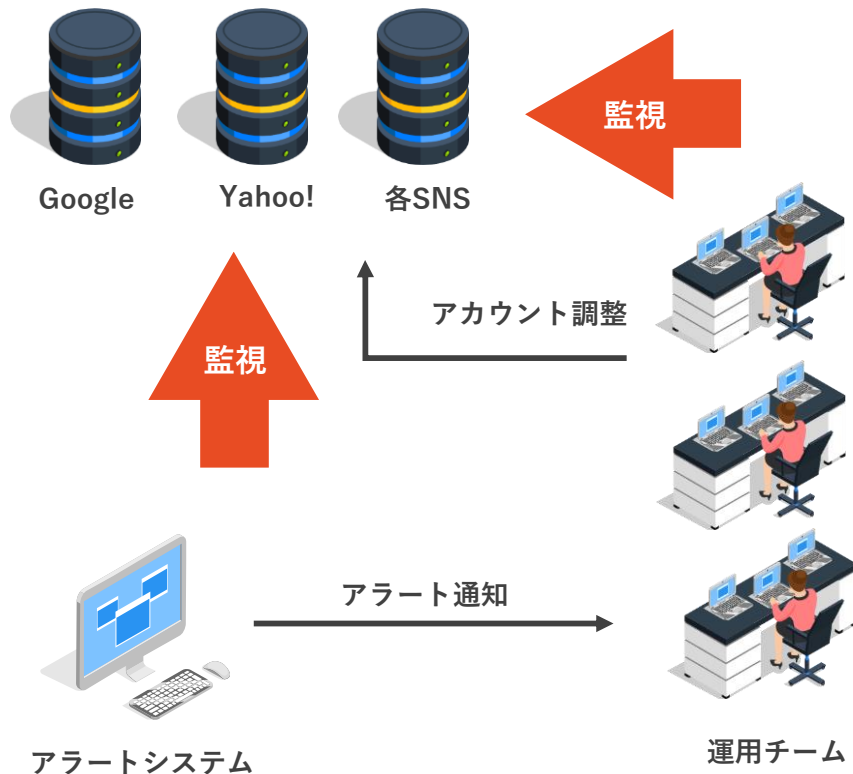 監視
Google
Yahoo!
各SNS
アカウント調整
監視
アラート通知
アラートシステム
運用チーム